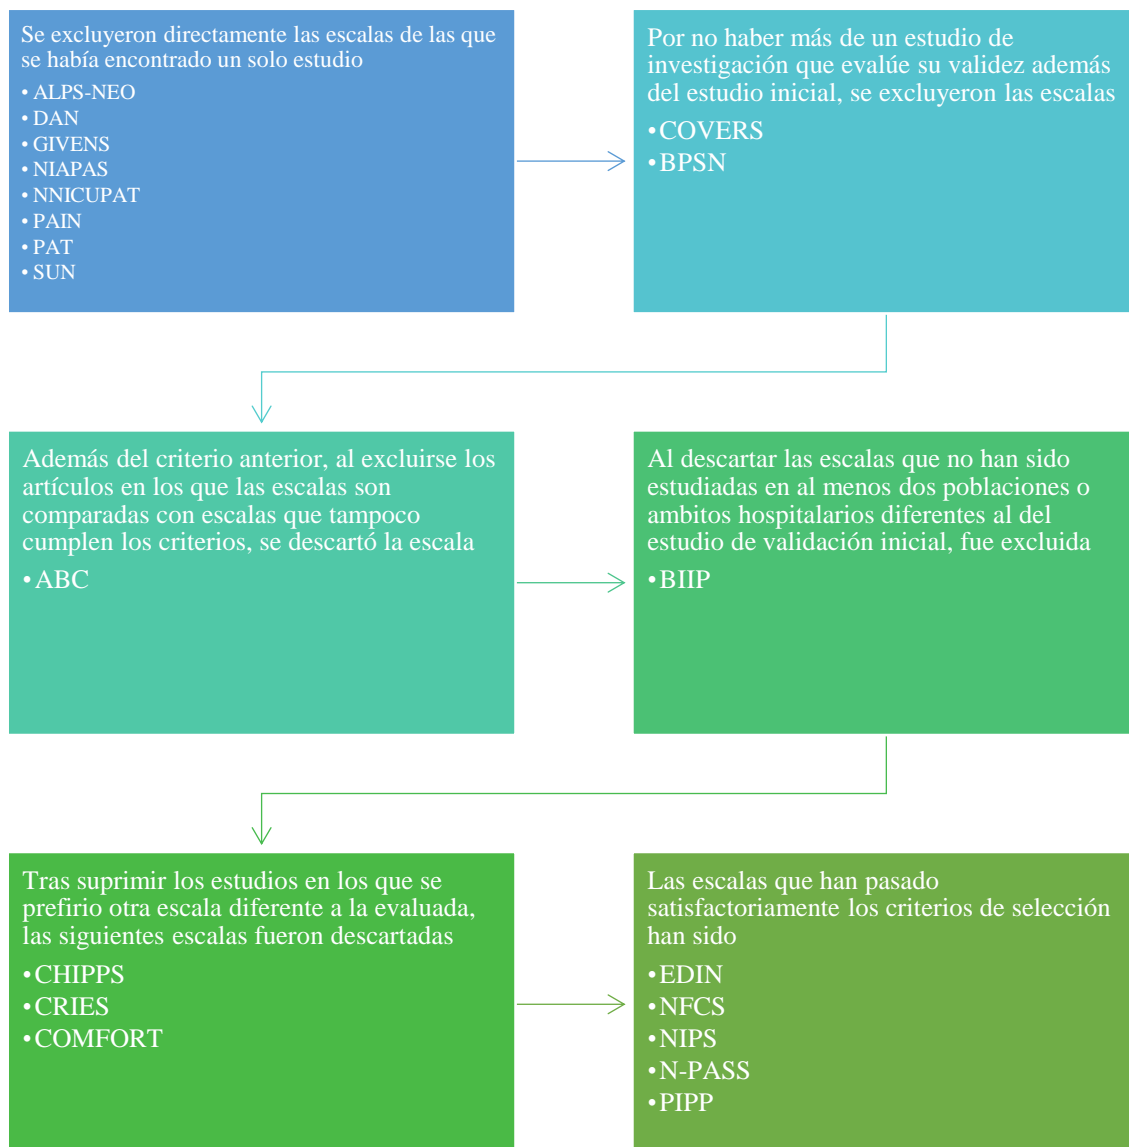 Se excluyeron directamente las escalas de las que
se había encontrado un solo estudio
• ALPS-NEO
• DAN
• GIVENS
• NIAPAS
• NNICUPAT
• PAIN
• PAT
• SUN
Por no haber más de un estudio de
investigación que evalúe su validez además
del estudio inicial, se excluyeron las escalas
•COVERS
•BPSN
Además del criterio anterior, al excluirse los
artículos en los que las escalas son
comparadas con escalas que tampoco
cumplen los criterios, se descartó la escala
•ABC
Al descartar las escalas que no han sido
estudiadas en al menos dos poblaciones o
ambitos hospitalarios diferentes al del
estudio de validación inicial, fue excluida
•BIIP
Tras suprimir los estudios en los que se
prefirio otra escala diferente a la evaluada,
las siguientes escalas fueron descartadas
•CHIPPS
•CRIES
•COMFORT
Las escalas que han pasado
satisfactoriamente los criterios de selección
han sido
•EDIN
•NFCS
•NIPS
•N-PASS
•PIPP